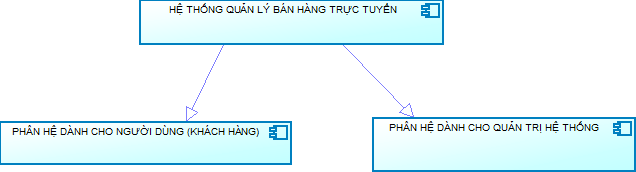 HỆ THỐNG QUẢN LÝ BÁN HÀNG TRỰC TUYẾN
PHÂN HỆ DÀNH CHO NGƯỜI DÙNG (KHÁCH HÀNG)
PHÂN HỆ DÀNH CHO QUẢN TRỊ HỆ THỐNG